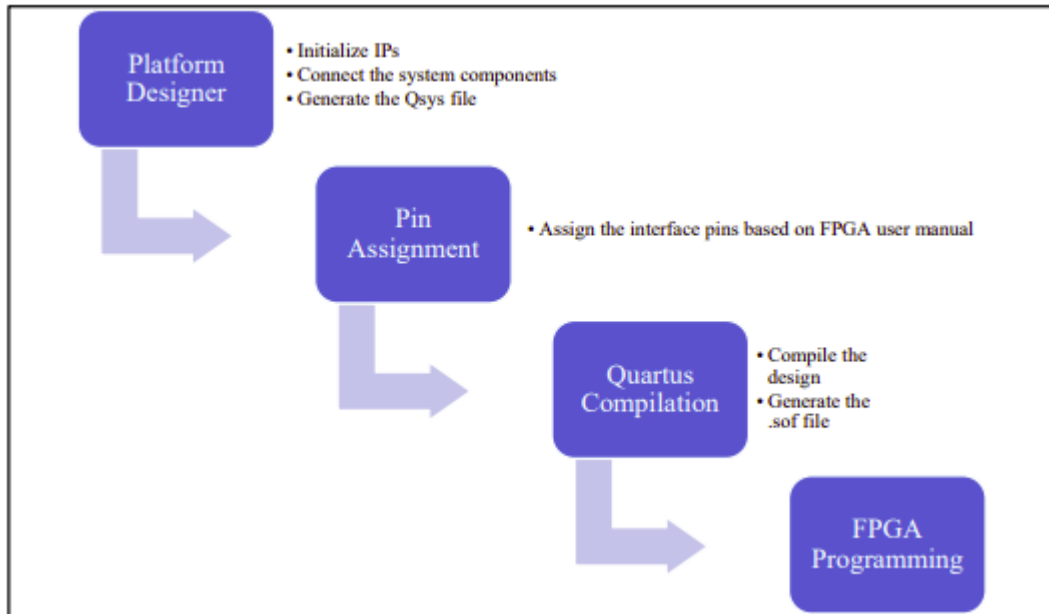 Platform
Designer
• Initialize IPs
• Connect the system components
• Generate the Qsys file
Pin
Assignment
• Assign the interface pins based on FPGA user manual
Quartus
Compilation
• Compile the
design
• Generate the
.sof file
FPGA
Programming